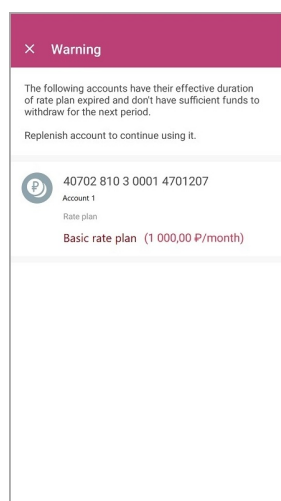 × Warning
The following accounts have their effective duration
of rate plan expired and don't have sufficient funds to
withdraw for the next period.
Replenish account to continue using it.
₽ 40702 810 3 0001 4701207
Account 1
Rate plan
Basic rate plan (1 000,00 ₽/month)